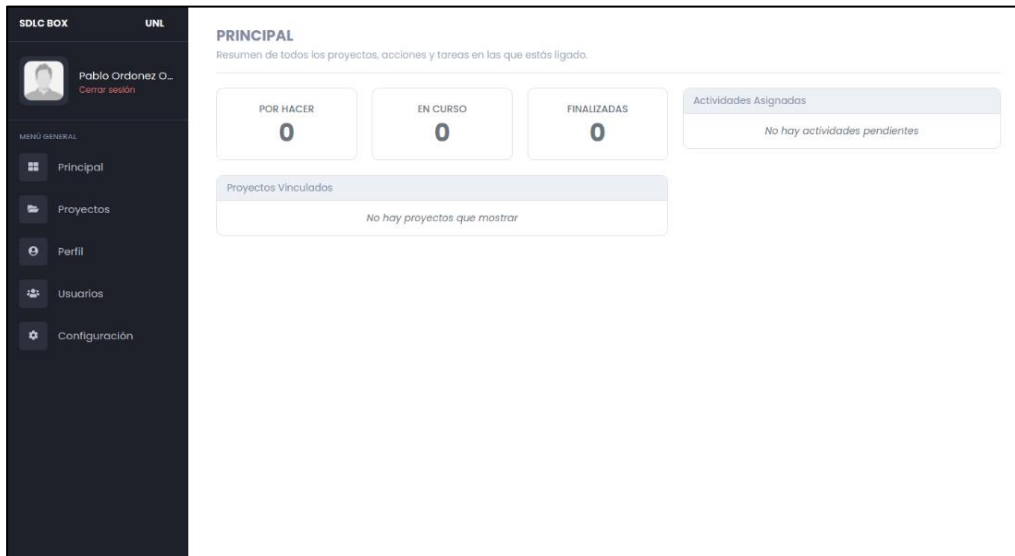 SDLC BOX UNL
Pablo Ordonez O...
Cerrar sesión
MENÚ GENERAL
Principal
Proyectos
Perfil
Usuarios
Configuración
PRINCIPAL
Resumen de todos los proyectos, acciones y tareas en las que estás ligado.
POR HACER
0
EN CURSO
0
FINALIZADAS
0
Proyectos Vinculados
No hay proyectos que mostrar
Actividades Asignadas
No hay actividades pendientes